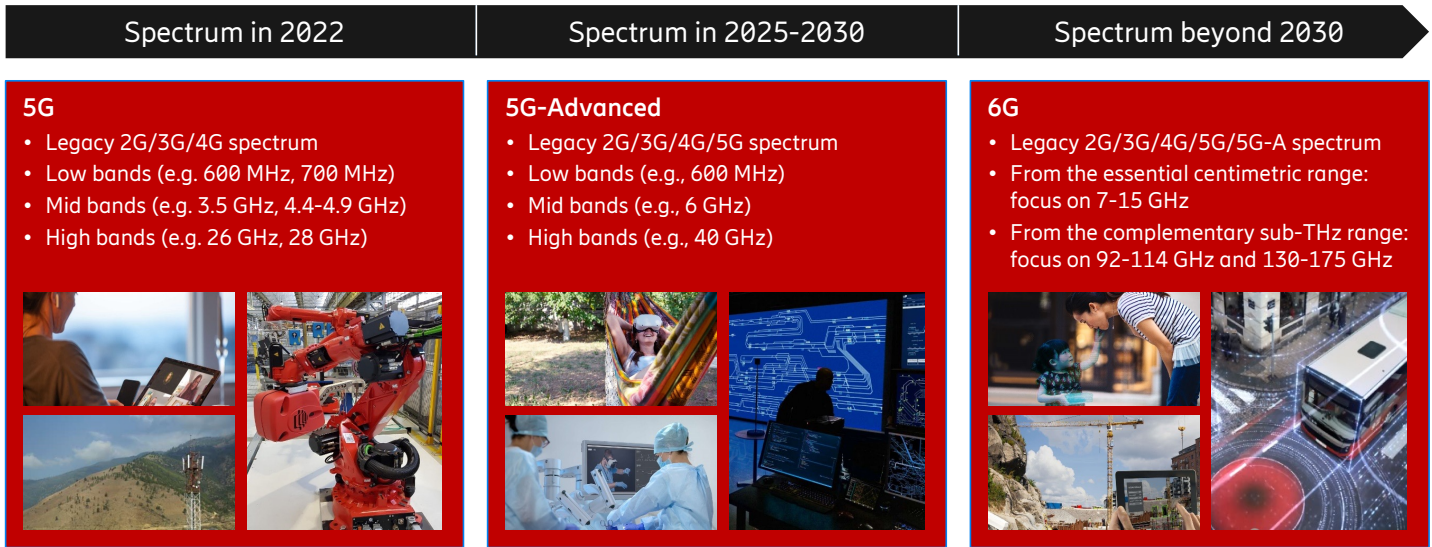 Spectrum in 2022
Spectrum in 2025-2030
Spectrum beyond 2030
5G
• Legacy 2G/3G/4G spectrum
• Low bands (e.g. 600 MHz, 700 MHz)
• Mid bands (e.g. 3.5 GHz, 4.4-4.9 GHz)
• High bands (e.g. 26 GHz, 28 GHz)
5G-Advanced
• Legacy 2G/3G/4G/5G spectrum
• Low bands (e.g., 600 MHz)
• Mid bands (e.g., 6 GHz)
• High bands (e.g., 40 GHz)
6G
• Legacy 2G/3G/4G/5G/5G-A spectrum
• From the essential centimetric range:
focus on 7-15 GHz
• From the complementary sub-THz range:
focus on 92-114 GHz and 130-175 GHz